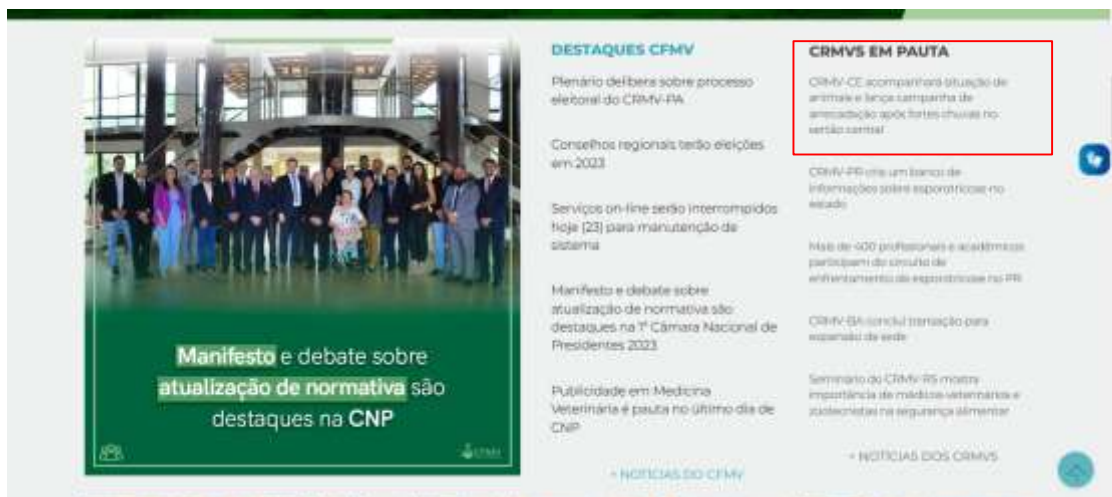 Manifesto e debate sobre
atualização de normativa são
destaques na CNP
CFMV
DESTAQUES CFMV
Plenário delibera sobre processo
eleitoral do CRMV-PA
Conselhos regionais terão eleições
em 2023
Serviços on-line serão interrompidos
hoje (23) para manutenção de
sistema
Manifesto e debate sobre
atualização de normativa são
destaques na 1ª Câmara Nacional de
Presidentes 2023
Publicidade em Medicina
Veterinária é pauta no último dia de
CNP
+ NOTÍCIAS DO CFMV
CRMVS EM PAUTA
CRMV-CE acompanhará situação de
animais e lança campanha de
arrecadação após fortes chuvas no
sertão central
CRMV-PR cria um banco de
informações sobre esporotricose no
estado
Mais de 400 profissionais e acadêmicos
participam do circuito de
enfrentamento da esporotricose no PR
CRMV-BA conclui transação para
expansão da sede
Seminário do CRMV-RS mostra
importância de médicos veterinários e
zootecnistas na segurança alimentar
+ NOTÍCIAS DOS CRMVS